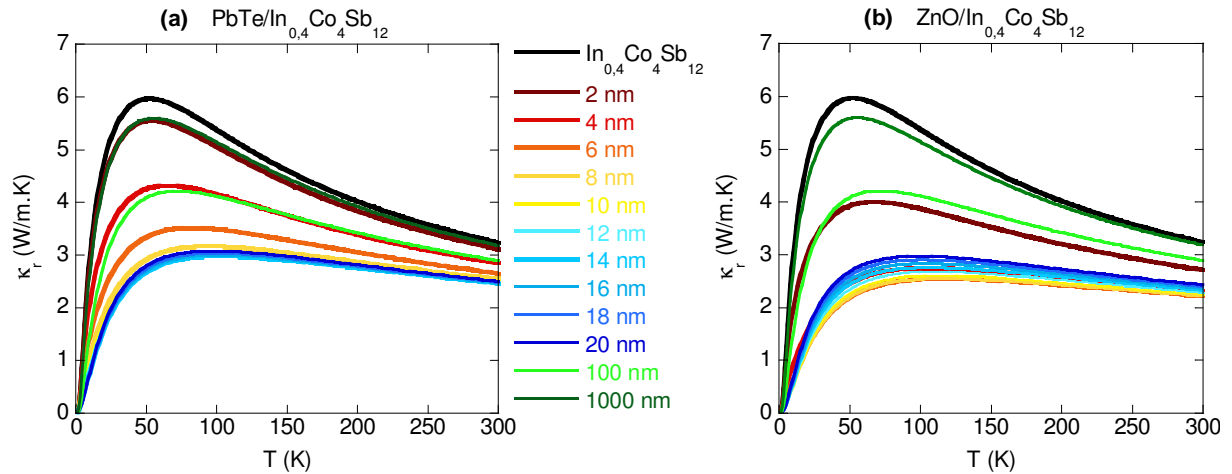 (a) PbTe/In0,4Co4Sb12
7
6
5
4
3
2
1
0
κr (W/m.K)
0 50 100 150 200 250 300
T (K)
In0,4Co4Sb12
2 nm
4 nm
6 nm
8 nm
10 nm
12 nm
14 nm
16 nm
18 nm
20 nm
100 nm
1000 nm
(b) ZnO/In0,4Co4Sb12
7
6
5
4
3
2
1
0
κr (W/m.K)
0 50 100 150 200 250 300
T (K)